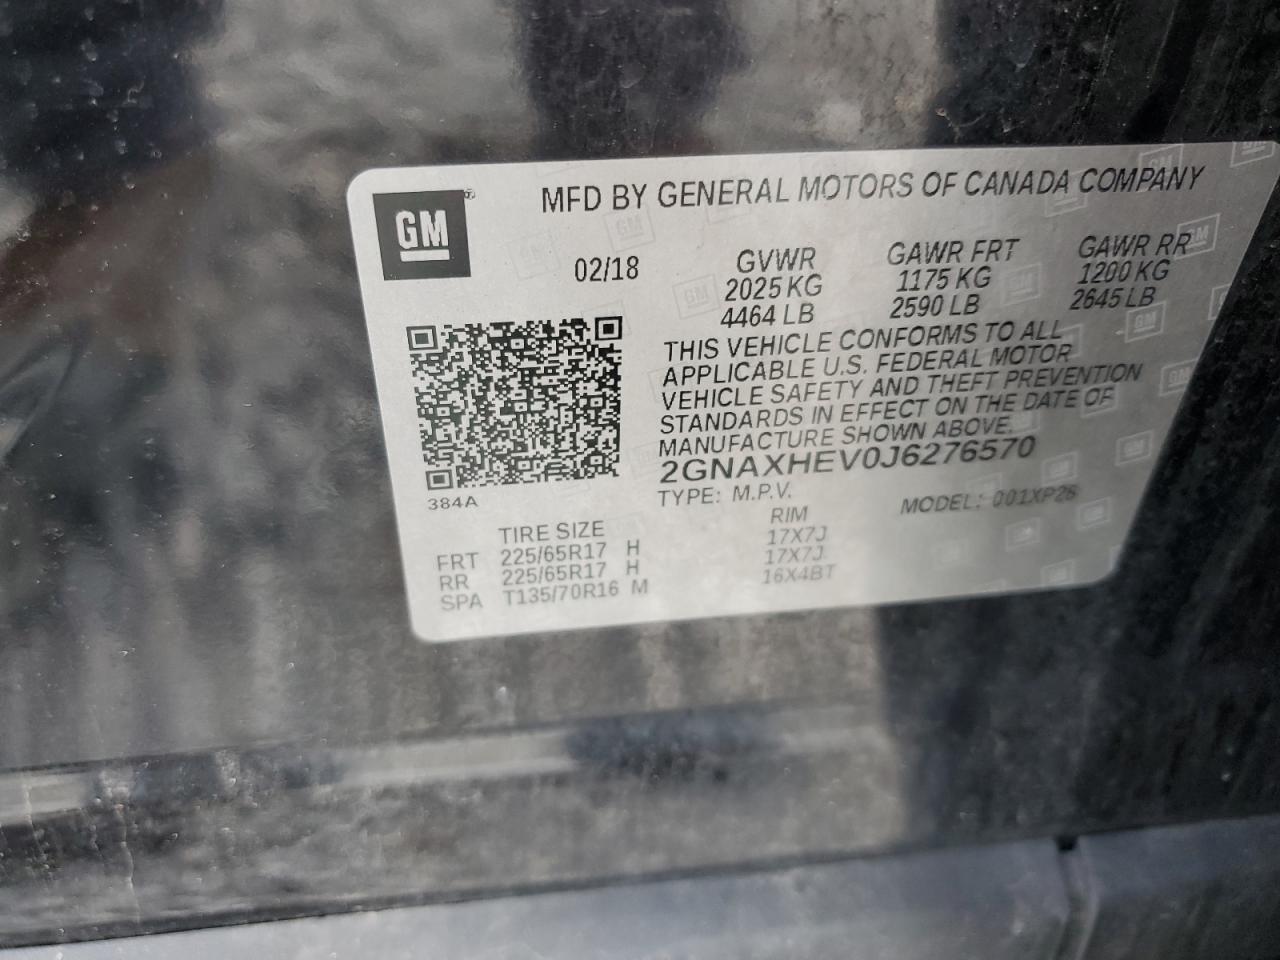 GM
MFD BY GENERAL MOTORS OF CANADA COMPANY
02/18
GVWR
2025 KG
4464 LB
GAWR FRT
1175 KG
2590 LB
GAWR RR
1200 KG
2645 LB
THIS VEHICLE CONFORMS TO ALL
APPLICABLE U.S. FEDERAL MOTOR
VEHICLE SAFETY AND THEFT PREVENTION
STANDARDS IN EFFECT ON THE DATE OF
MANUFACTURE SHOWN ABOVE.
2GNAXHEV0J6276570
TYPE: M.P.V. MODEL: 001XP26
384A
TIRE SIZE RIM
FRT 225/65R17 H 17X7J
RR 225/65R17 H 17X7J
SPA T135/70R16 M 16X4BT